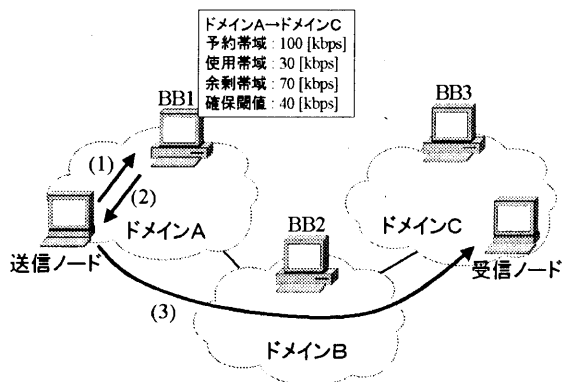 ドメインA→ドメインC
予約帯域 : 100 [kbps]
使用帯域 : 30 [kbps]
余剰帯域 : 70 [kbps]
確保閾値 : 40 [kbps]
BB1
BB3
(1)
(2)
ドメインA
ドメインC
送信ノード
BB2
受信ノード
(3)
ドメインB